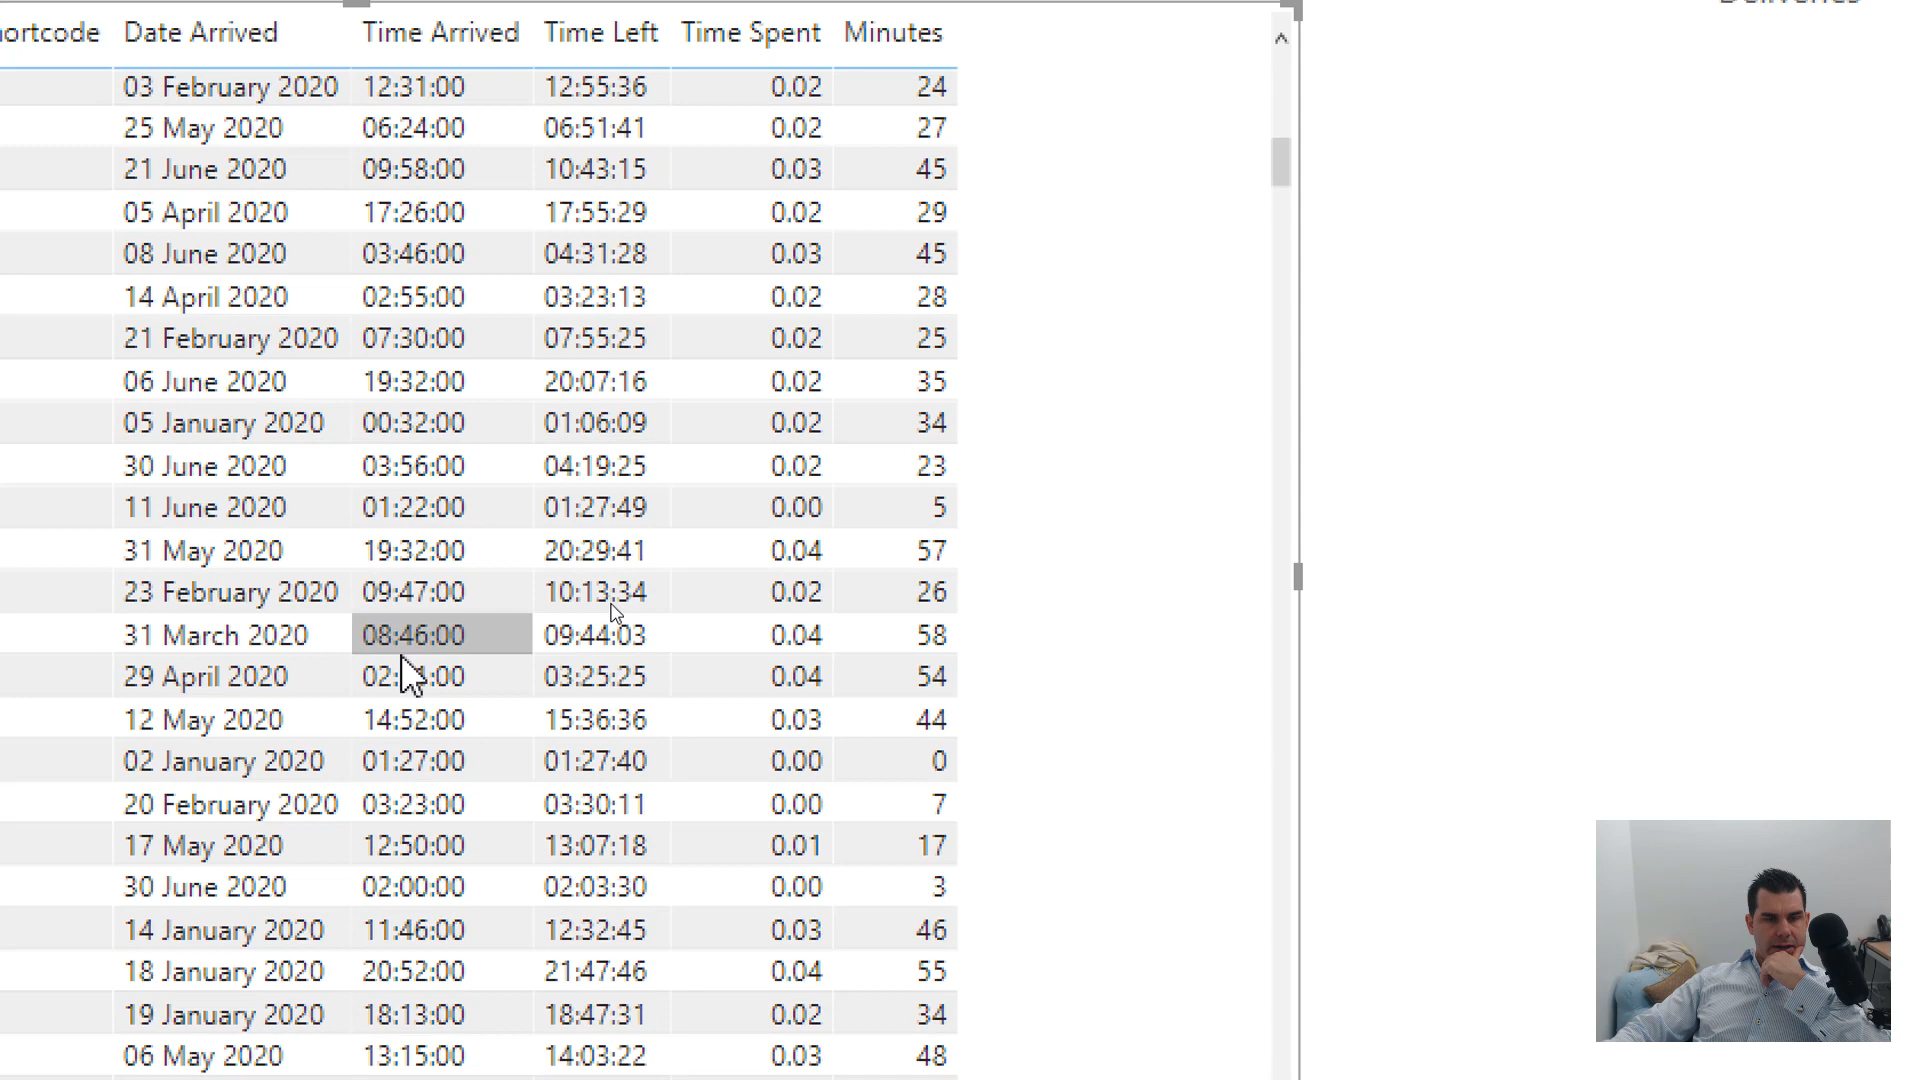 ortcode Date Arrived Time Arrived Time Left Time Spent Minutes
03 February 2020 12:31:00 12:55:36 0.02 24
25 May 2020 06:24:00 06:51:41 0.02 27
21 June 2020 09:58:00 10:43:15 0.03 45
05 April 2020 17:26:00 17:55:29 0.02 29
08 June 2020 03:46:00 04:31:28 0.03 45
14 April 2020 02:55:00 03:23:13 0.02 28
21 February 2020 07:30:00 07:55:25 0.02 25
06 June 2020 19:32:00 20:07:16 0.02 35
05 January 2020 00:32:00 01:06:09 0.02 34
30 June 2020 03:56:00 04:19:25 0.02 23
11 June 2020 01:22:00 01:27:49 0.00 5
31 May 2020 19:32:00 20:29:41 0.04 57
23 February 2020 09:47:00 10:13:34 0.02 26
31 March 2020 08:46:00 09:44:03 0.04 58
29 April 2020 03:25:25 0.04 54
12 May 2020 14:52:00 15:36:36 0.03 44
02 January 2020 01:27:00 01:27:40 0.00 0
20 February 2020 03:23:00 03:30:11 0.00 7
17 May 2020 12:50:00 13:07:18 0.01 17
30 June 2020 02:00:00 02:03:30 0.00 3
14 January 2020 11:46:00 12:32:45 0.03 46
18 January 2020 20:52:00 21:47:46 0.04 55
19 January 2020 18:13:00 18:47:31 0.02 34
06 May 2020 13:15:00 14:03:22 0.03 48